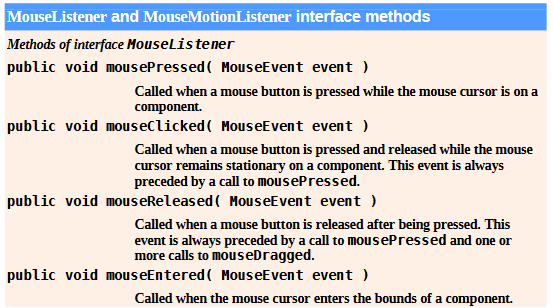 MouseListener and MouseMotionListener interface methods
Methods of interface MouseListener
public void mousePressed( MouseEvent event )
Called when a mouse button is pressed while the mouse cursor is on a
component.
public void mouseClicked( MouseEvent event )
Called when a mouse button is pressed and released while the mouse
cursor remains stationary on a component. This event is always
preceded by a call to mousePressed.
public void mouseReleased( MouseEvent event )
Called when a mouse button is released after being pressed. This
event is always preceded by a call to mousePressed and one or
more calls to mouseDragged.
public void mouseEntered( MouseEvent event )
Called when the mouse cursor enters the bounds of a component.